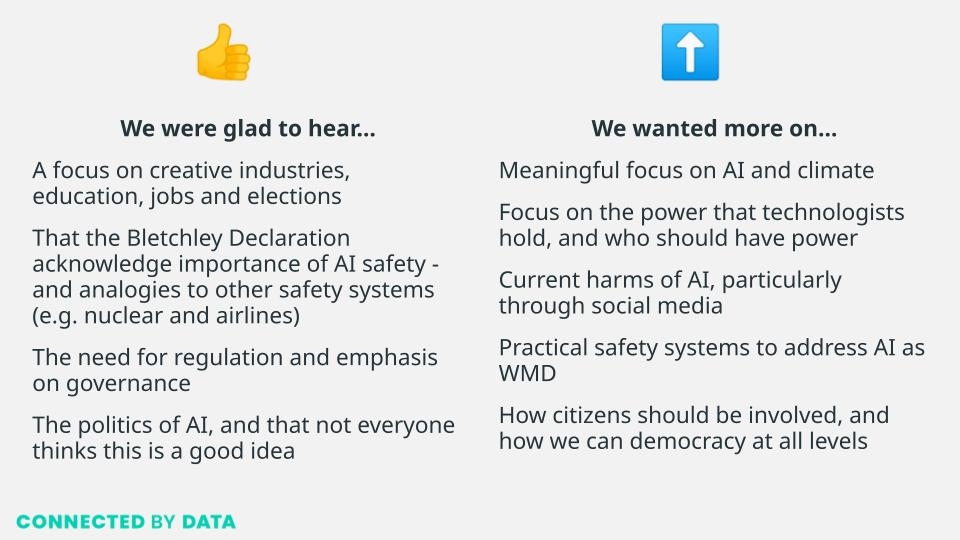 We were glad to hear...
A focus on creative industries,
education, jobs and elections
That the Bletchley Declaration
acknowledge importance of AI safety -
and analogies to other safety systems
(e.g. nuclear and airlines)
The need for regulation and emphasis
on governance
The politics of AI, and that not everyone
thinks this is a good idea
We wanted more on...
Meaningful focus on AI and climate
Focus on the power that technologists
hold, and who should have power
Current harms of AI, particularly
through social media
Practical safety systems to address AI as
WMD
How citizens should be involved, and
how we can democracy at all levels
CONNECTED BY DATA